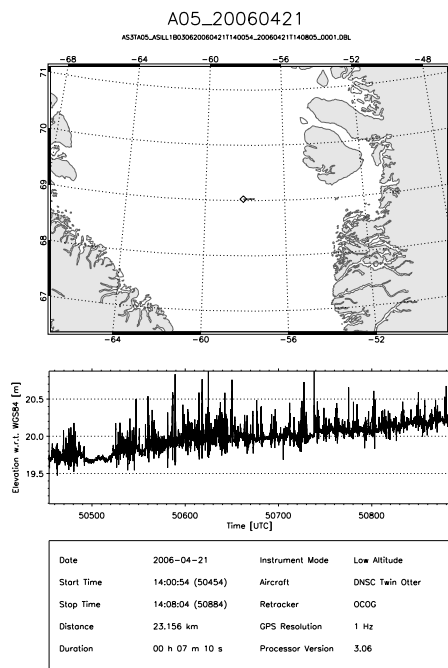 A05_20060421
AS3TA05_ASILL1B030620060421T140054_20060421T140805_0001.DBL
−68 −66 −52 −50 −48
71
70
69
68
67
−64 −60 −56 −52
Elevation w.r.t. WGS84 [m]
20.5
20.0
19.5
50500 50600 50700 50800
Time [UTC]
Date 2006-04-21 Instrument Mode Low Altitude
Start Time 14:00:54 (50454) Aircraft DNSC Twin Otter
Stop Time 14:08:04 (50884) Retracker OCOG
Distance 23.156 km GPS Resolution 1 Hz
Duration 00 h 07 m 10 s Processor Version 3.06